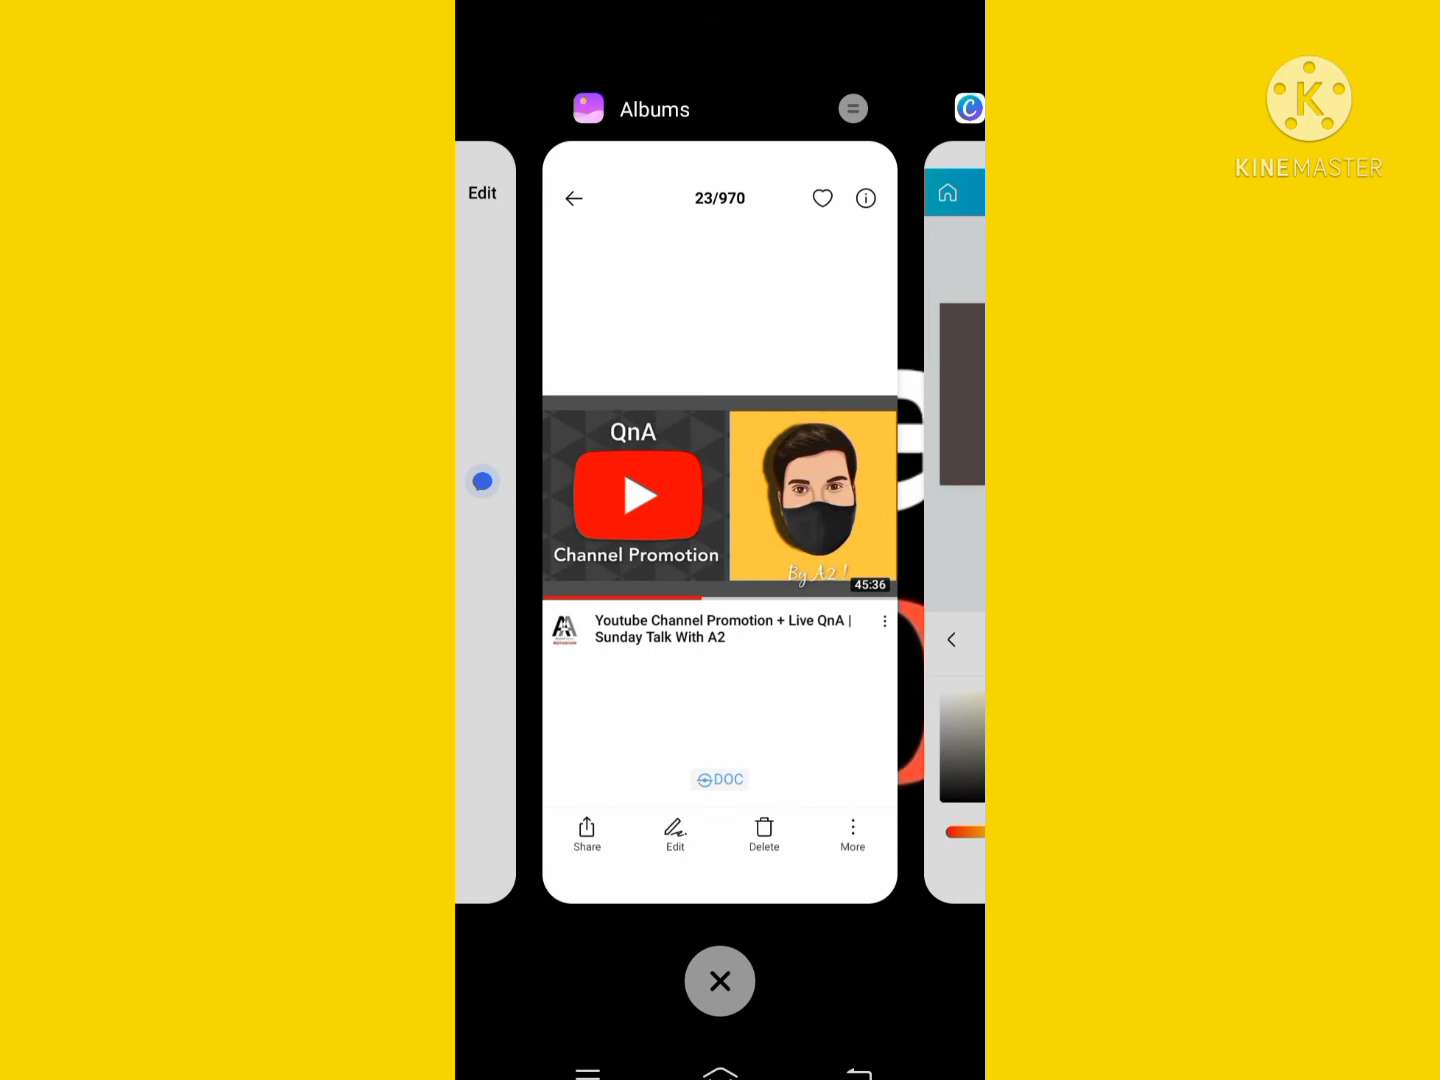 Albums
K
KINEMASTER
C
Edit
23/970
QnA
Channel Promotion
By A2 !
45:36
Youtube Channel Promotion + Live QnA |
Sunday Talk With A2
DOC
Share
Edit
Delete
More